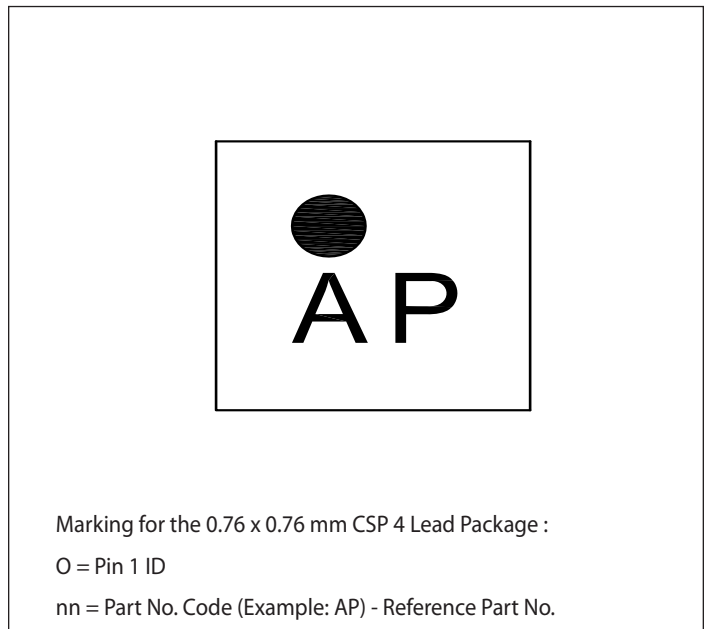 AP
Marking for the 0.76 x 0.76 mm CSP 4 Lead Package :
O = Pin 1 ID
nn = Part No. Code (Example: AP) - Reference Part No.